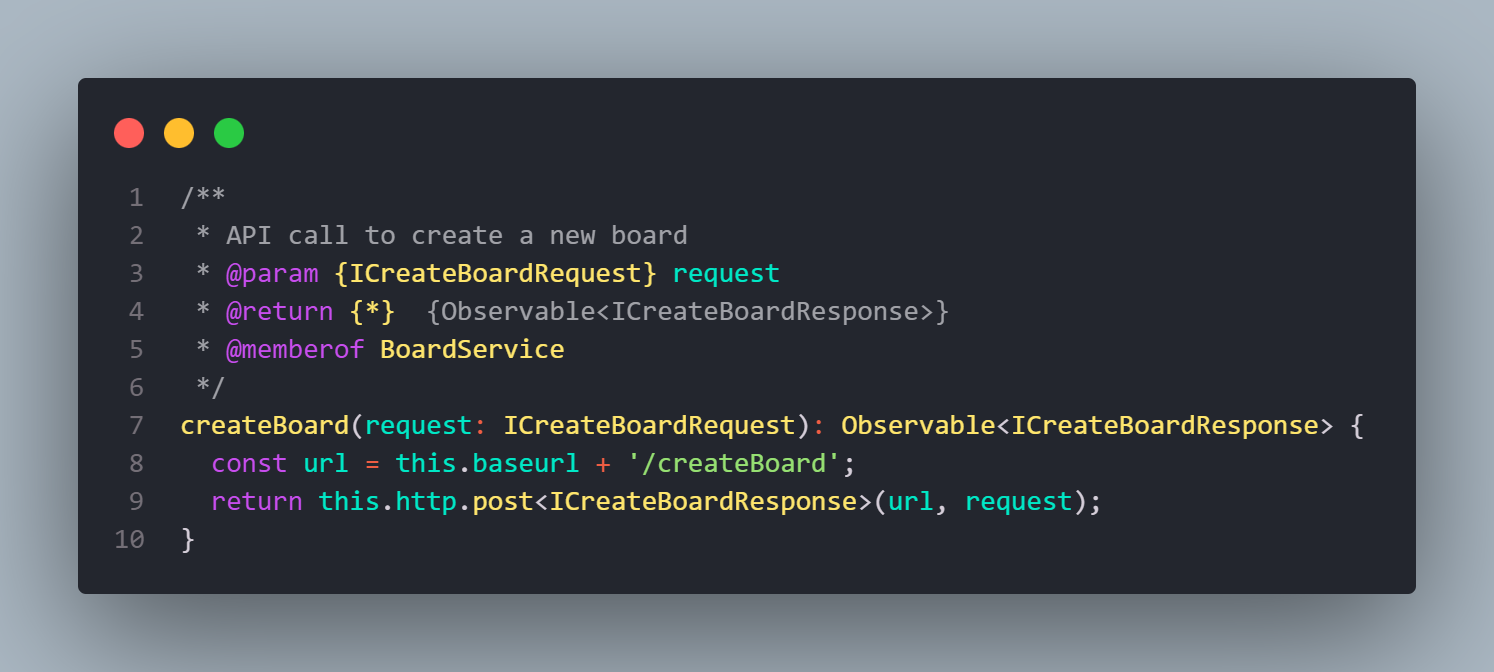 1 /**
2  * API call to create a new board
3  * @param {ICreateBoardRequest} request
4  * @return {*}  {Observable<ICreateBoardResponse>}
5  * @memberof BoardService
6  */
7 createBoard(request: ICreateBoardRequest): Observable<ICreateBoardResponse> {
8   const url = this.baseurl + '/createBoard';
9   return this.http.post<ICreateBoardResponse>(url, request);
10 }